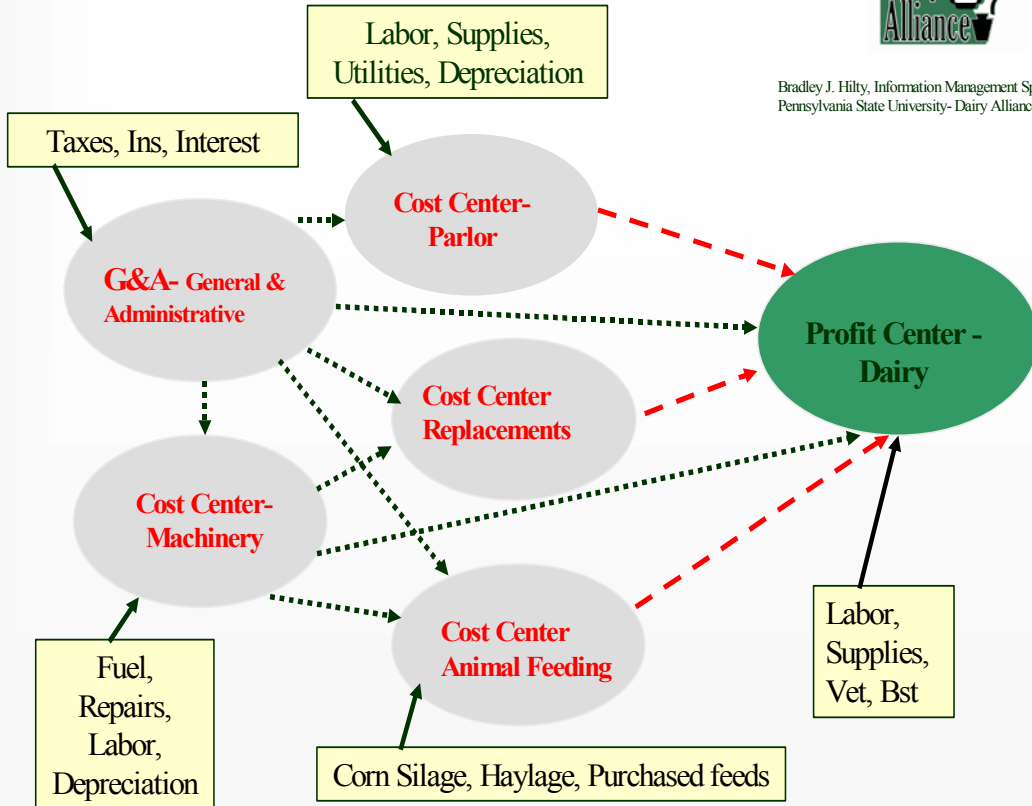 Alliance
Bradley J. Hilty, Information Management
Pennsylvania State University- Dairy
Labor, Supplies,
Utilities, Depreciation
Taxes, Ins, Interest
Cost Center-
Parlor
G&A- General &
Administrative
Profit Center -
Dairy
Cost Center
Replacements
Cost Center-
Machinery
Cost Center
Animal Feeding
Labor,
Supplies,
Vet, Bst
Fuel,
Repairs,
Labor,
Depreciation
Corn Silage, Haylage, Purchased feeds